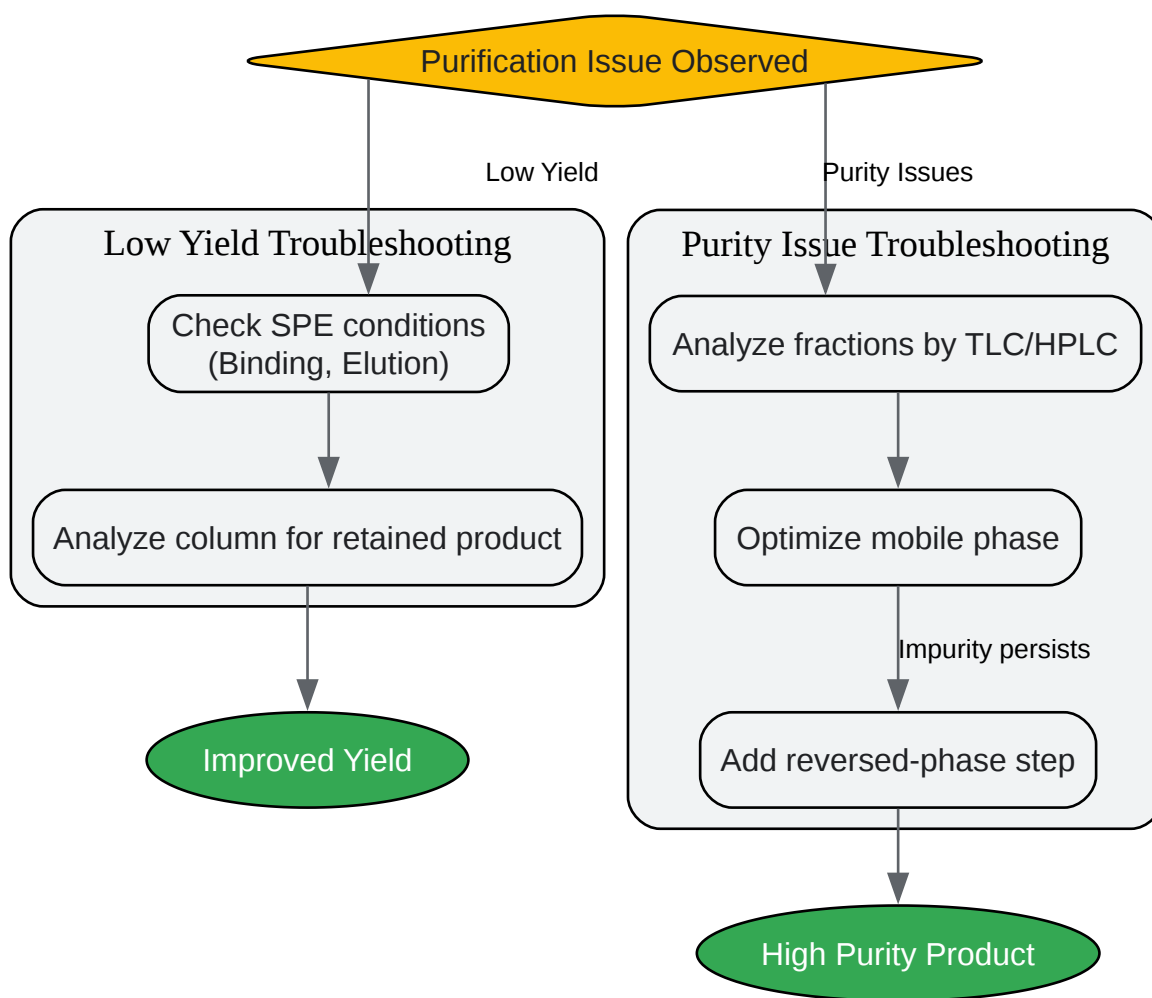 Purification Issue Observed
Low Yield
Purity Issues
Low Yield Troubleshooting
Check SPE conditions
(Binding, Elution)
Analyze column for retained product
Improved Yield
Purity Issue Troubleshooting
Analyze fractions by TLC/HPLC
Optimize mobile phase
Impurity persists
Add reversed-phase step
High Purity Product